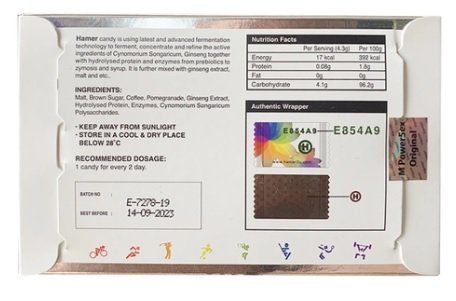 Hamer candy is using latest and advanced fermentation
technology to ferment, concentrate and refine the active
ingredients of Cynomorium Songaricum, Ginseng together
with hydrolysed protein and enzymes from prebiotics to
zymosis and syrup. It is further mixed with ginseng extract,
malt and etc.
INGREDIENTS:
Malt, Brown Sugar, Coffee, Pomegranate, Ginseng Extract,
Hydrolysed Protein, Enzymes, Cynomorium Sangaricum
Polysaccharides.
· KEEP AWAY FROM SUNLIGHT
· STORE IN A COOL & DRY PLACE
BELOW 28°C
RECOMMENDED DOSAGE:
1 candy for every 2 day.
BATCH NO :
E-7278-19
BEST BEFORE : 14-09-2023
Nutrition Facts
Per Serving (4.3g) Per 100g
Energy 17 kcal 392 kcal
Protein 0.08g 1.8g
Fat 0g 0g
Carbohydrate 4.1g 96.2g
Authentic Wrapper
E854A9 E854A9
H
www.hamer5u.com
H
M PowerSex
Original